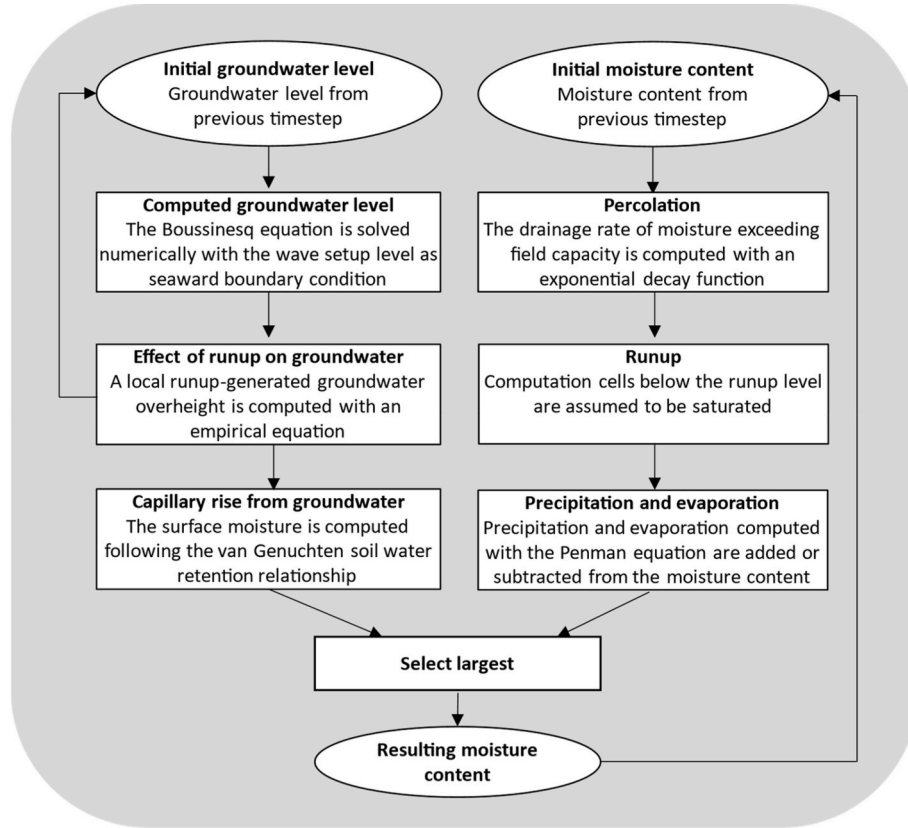 Initial groundwater level
Groundwater level from
previous timestep
Initial moisture content
Moisture content from
previous timestep
Computed groundwater level
The Boussinesq equation is solved
numerically with the wave setup level as
seaward boundary condition
Percolation
The drainage rate of moisture exceeding
field capacity is computed with an
exponential decay function
Effect of runup on groundwater
A local runup-generated groundwater
overheight is computed with an
empirical equation
Runup
Computation cells below the runup level
are assumed to be saturated
Capillary rise from groundwater
The surface moisture is computed
following the van Genuchten soil water
retention relationship
Precipitation and evaporation
Precipitation and evaporation computed
with the Penman equation are added or
subtracted from the moisture content
Select largest
Resulting moisture
content